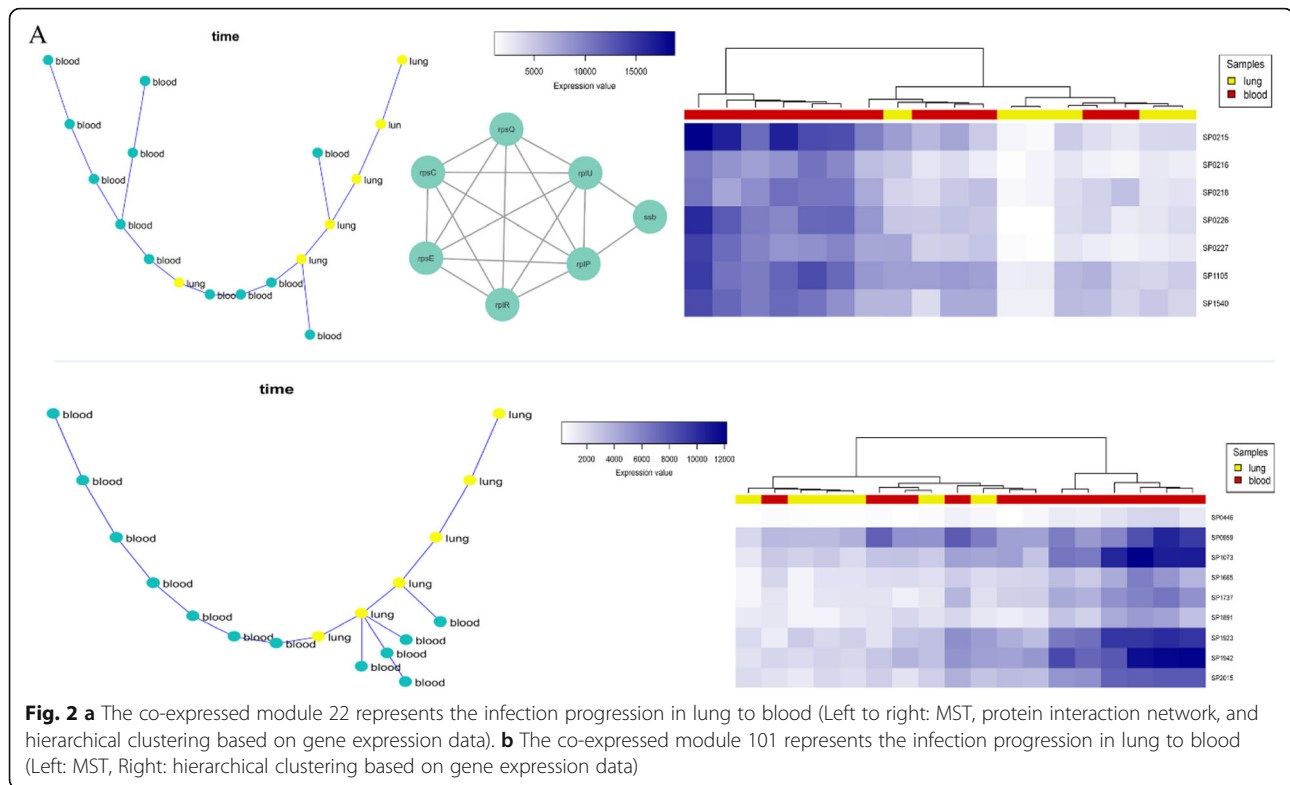 A
time
blood
blood
blood
blood
blood
blood
blood
lung
blood
blood
blood
lung
blood
lung
blood
lung
lun
lung
5000
10000
15000
Expression value
rpsQ
rpsC
rplU
ssb
rpsE
rplP
rplR
Samples
lung
blood
SP0215
SP0216
SP0218
SP0226
SP0227
SP1105
SP1540
time
blood
blood
blood
blood
blood
blood
blood
lung
lung
blood
blood
blood
blood
lung
blood
lung
lung
lung
2000
4000
6000
8000
10000
12000
Expression value
Samples
lung
blood
SP0446
SP0959
SP1073
SP1665
SP1737
SP1891
SP1923
SP1942
SP2015
Fig. 2 a The co-expressed module 22 represents the infection progression in lung to blood (Left to right: MST, protein interaction network, and
hierarchical clustering based on gene expression data). b The co-expressed module 101 represents the infection progression in lung to blood
(Left: MST, Right: hierarchical clustering based on gene expression data)